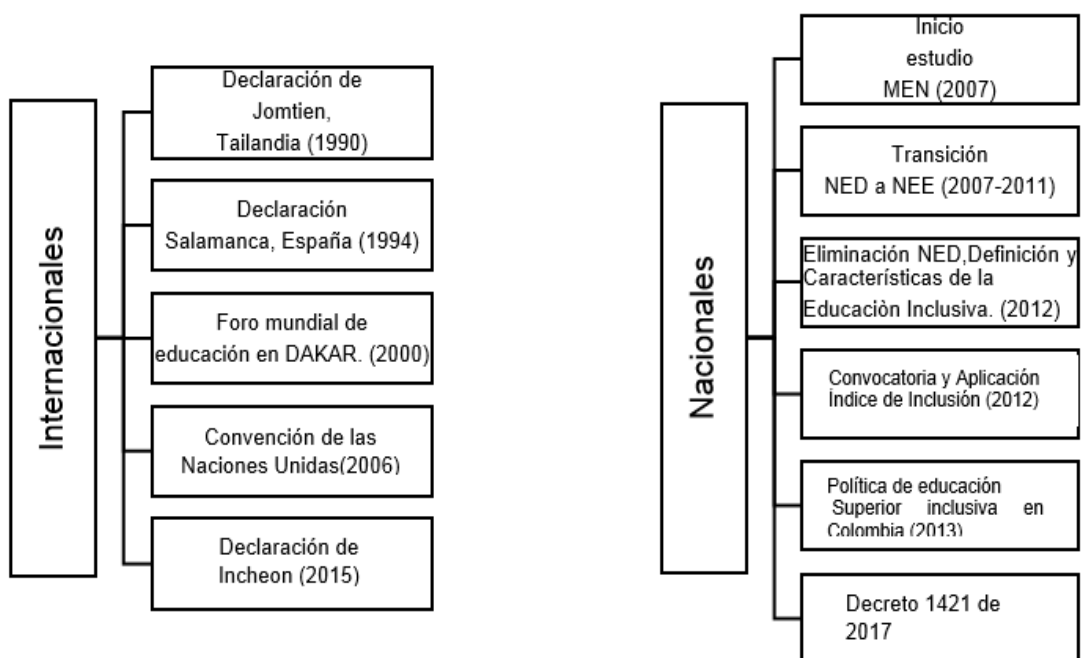 Internacionales
Declaración de
Jomtien,
Tailandia (1990)
Declaración
Salamanca, España (1994)
Foro mundial de
educación en DAKAR. (2000)
Convención de las
Naciones Unidas(2006)
Declaración de
Incheon (2015)
Nacionales
Inicio
estudio
MEN (2007)
Transición
NED a NEE (2007-2011)
Eliminación NED,Definición y
Características de la
Educaciòn Inclusiva. (2012)
Convocatoria y Aplicación
Índice de Inclusión (2012)
Política de educación
Superior inclusiva en
Colombia (2013)
Decreto 1421 de
2017